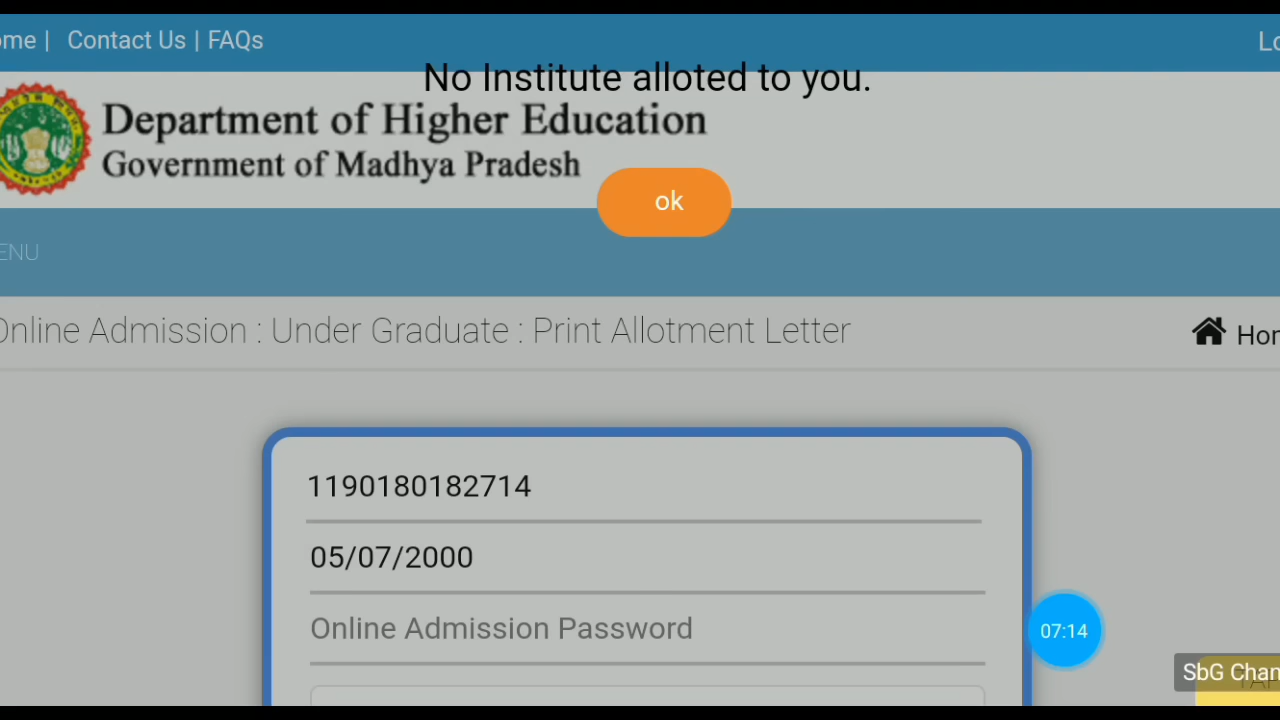 ome | Contact Us | FAQs
Lo
No Institute alloted to you.
Department of Higher Education
Government of Madhya Pradesh
ok
ENU
Online Admission : Under Graduate : Print Allotment Letter
Hor
1190180182714
05/07/2000
Online Admission Password
07:14
SbG Chan